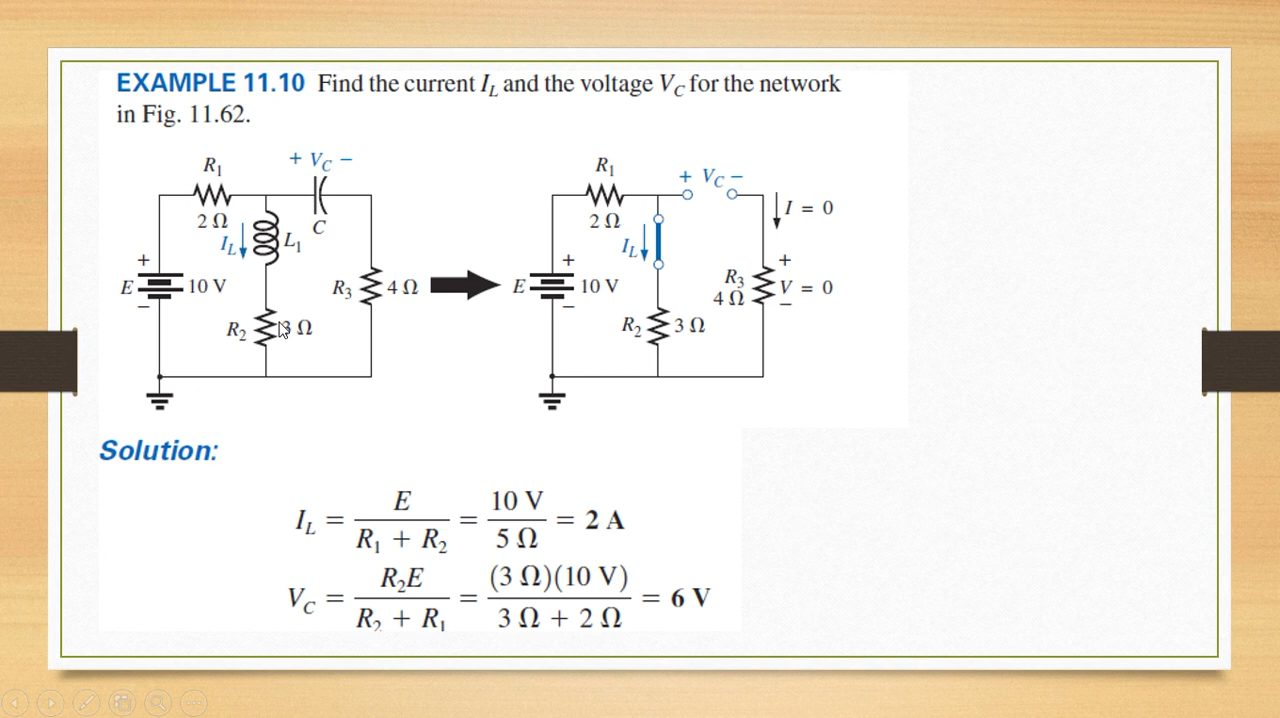 EXAMPLE 11.10 Find the current I_L and the voltage V_C for the network
in Fig. 11.62.
R₁
+ V_C −
2 Ω
C
I_L
L₁
+
E
10 V
−
R₃
4 Ω
R₂
3 Ω
R₁
+ V_C −
2 Ω
I = 0
I_L
+
E
10 V
−
R₃
4 Ω
+
V = 0
−
R₂
3 Ω
Solution:
I_L = E / (R₁ + R₂) = 10 V / 5 Ω = 2 A
V_C = R₂E / (R₂ + R₁) = (3 Ω)(10 V) / (3 Ω + 2 Ω) = 6 V